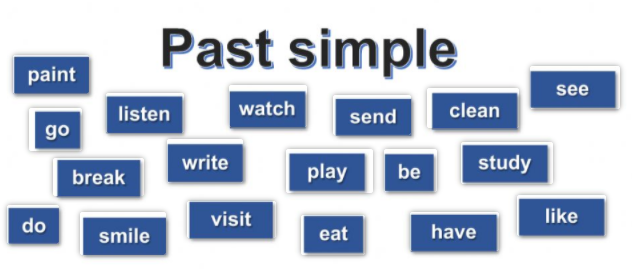 Past simple
paint
listen
watch
send
clean
see
go
break
write
play
be
study
do
smile
visit
eat
have
like